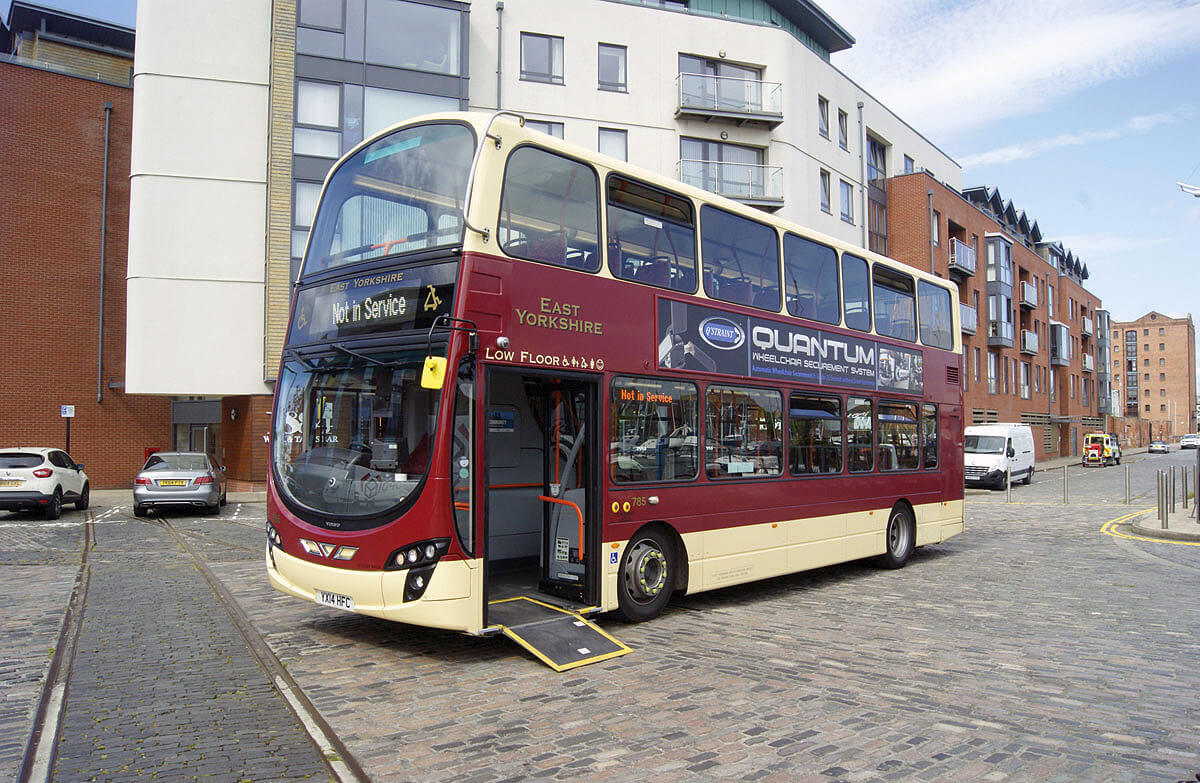 EAST YORKSHIRE
Not in Service
EAST
YORKSHIRE
LOW FLOOR
Q'STRAINT
QUANTUM
WHEELCHAIR SECUREMENT SYSTEM
Not in Service
785
VOLVO
YX14 HFC